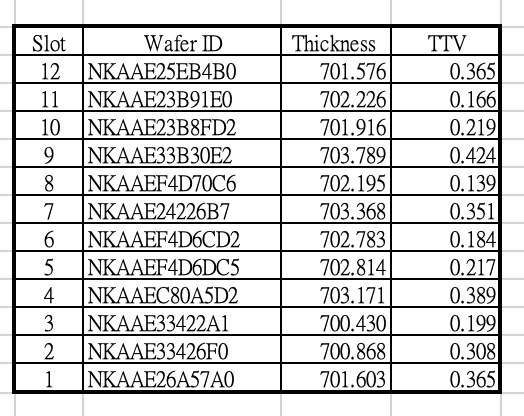 Slot Wafer ID Thickness TTV
12 NKAAE25EB4B0 701.576 0.365
11 NKAAE23B91E0 702.226 0.166
10 NKAAE23B8FD2 701.916 0.219
9 NKAAE33B30E2 703.789 0.424
8 NKAAEF4D70C6 702.195 0.139
7 NKAAE24226B7 703.368 0.351
6 NKAAEF4D6CD2 702.783 0.184
5 NKAAEF4D6DC5 702.814 0.217
4 NKAAEC80A5D2 703.171 0.389
3 NKAAE33422A1 700.430 0.199
2 NKAAE33426F0 700.868 0.308
1 NKAAE26A57A0 701.603 0.365